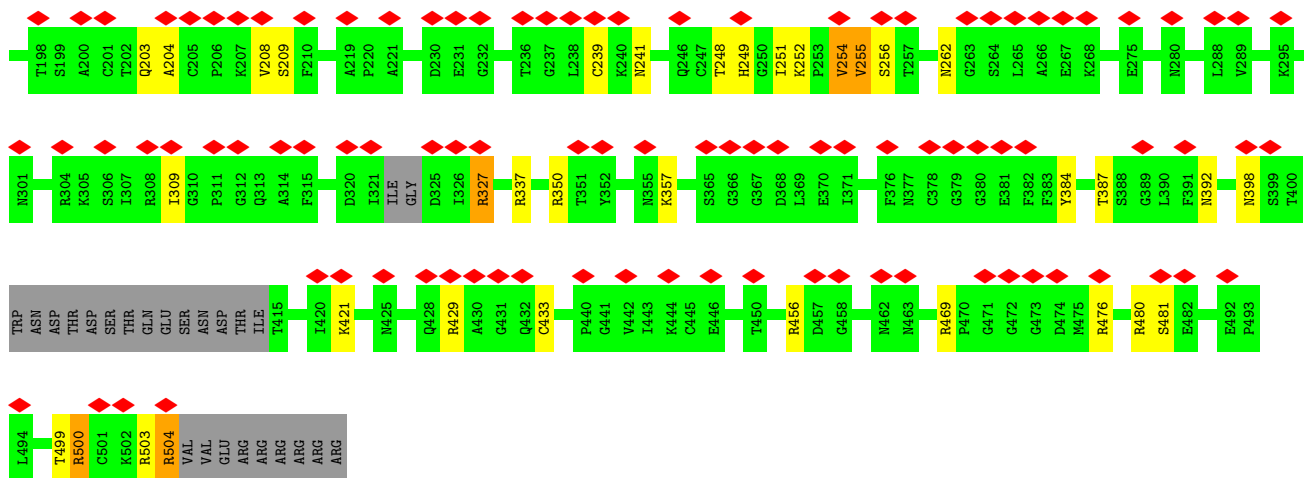 T198 S199 A200 C201 T202 Q203 A204 C205 P206 K207 V208 S209 F210 A219 P220 A221 D230 E231 G232 T236 G237 L238 C239 K240 N241 Q246 C247 T248 H249 G250 I251 K252 P253 V254 V255 S256 T257 N262 G263 S264 L265 A266 E267 K268 E275 N280 L288 V289 K295
N301 R304 K305 S306 I307 R308 I309 G310 P311 G312 Q313 A314 F315 D320 I321 ILE GLY D325 I326 R327 R337 R350 T351 Y352 N355 K357 S365 G366 G367 D368 L369 E370 I371 F376 N377 C378 G379 G380 E381 F382 F383 Y384 T387 S388 G389 L390 F391 N392 N398 S399 T400
TRP ASN ASP THR ASP SER THR GLN GLU SER ASN ASP THR ILE T415 I420 K421 N425 Q428 R429 A430 G431 Q432 C433 P440 G441 V442 I443 K444 C445 E446 T450 R456 D457 G458 N462 N463 R469 P470 G471 G472 G473 D474 M475 R476 R480 S481 E482 E492 P493
L494 T499 R500 C501 K502 R503 R504 VAL VAL GLU ARG ARG ARG ARG ARG ARG